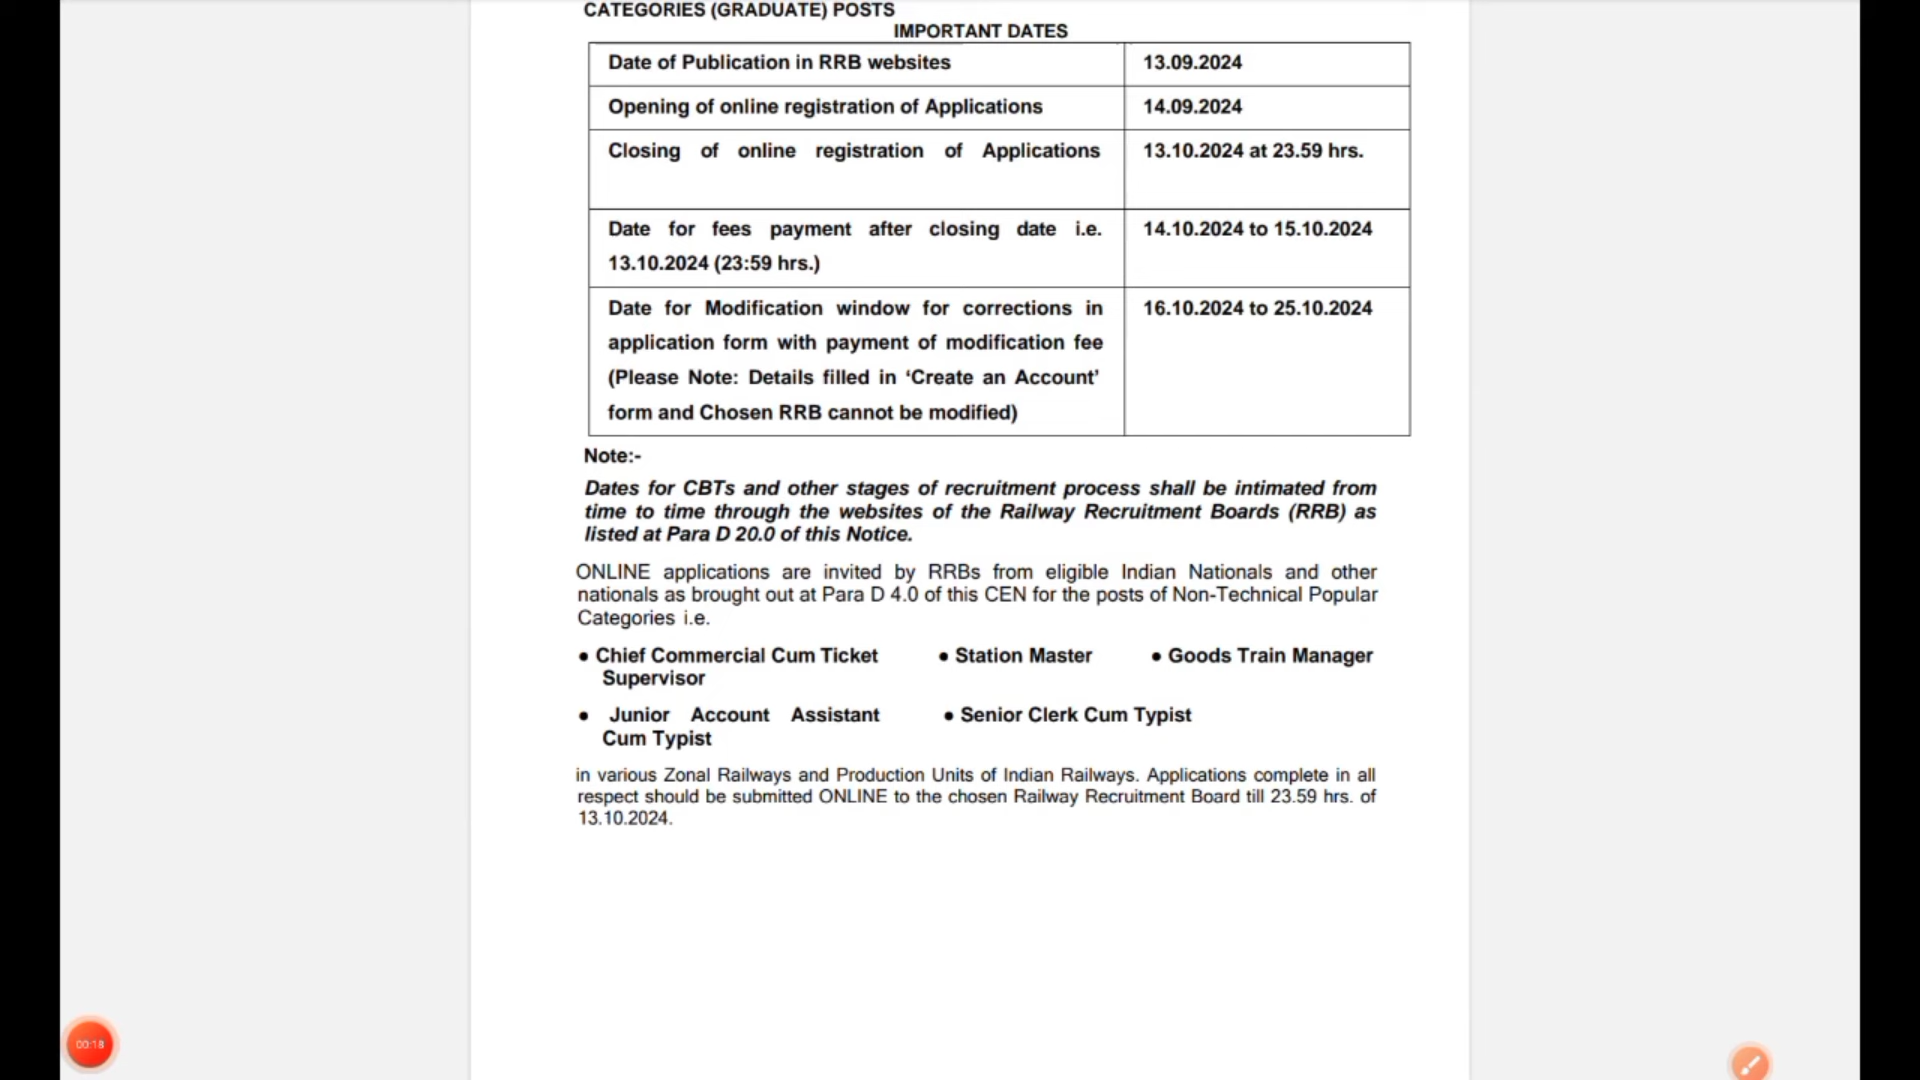 CATEGORIES (GRADUATE) POSTS
IMPORTANT DATES
Date of Publication in RRB websites 13.09.2024
Opening of online registration of Applications 14.09.2024
Closing of online registration of Applications 13.10.2024 at 23.59 hrs.
Date for fees payment after closing date i.e. 14.10.2024 to 15.10.2024
13.10.2024 (23:59 hrs.)
Date for Modification window for corrections in 16.10.2024 to 25.10.2024
application form with payment of modification fee
(Please Note: Details filled in ‘Create an Account’
form and Chosen RRB cannot be modified)
Note:-
Dates for CBTs and other stages of recruitment process shall be intimated from
time to time through the websites of the Railway Recruitment Boards (RRB) as
listed at Para D 20.0 of this Notice.
ONLINE applications are invited by RRBs from eligible Indian Nationals and other
nationals as brought out at Para D 4.0 of this CEN for the posts of Non-Technical Popular
Categories i.e.
● Chief Commercial Cum Ticket ● Station Master ● Goods Train Manager
Supervisor
● Junior Account Assistant ● Senior Clerk Cum Typist
Cum Typist
in various Zonal Railways and Production Units of Indian Railways. Applications complete in all
respect should be submitted ONLINE to the chosen Railway Recruitment Board till 23.59 hrs. of
13.10.2024.
00:18